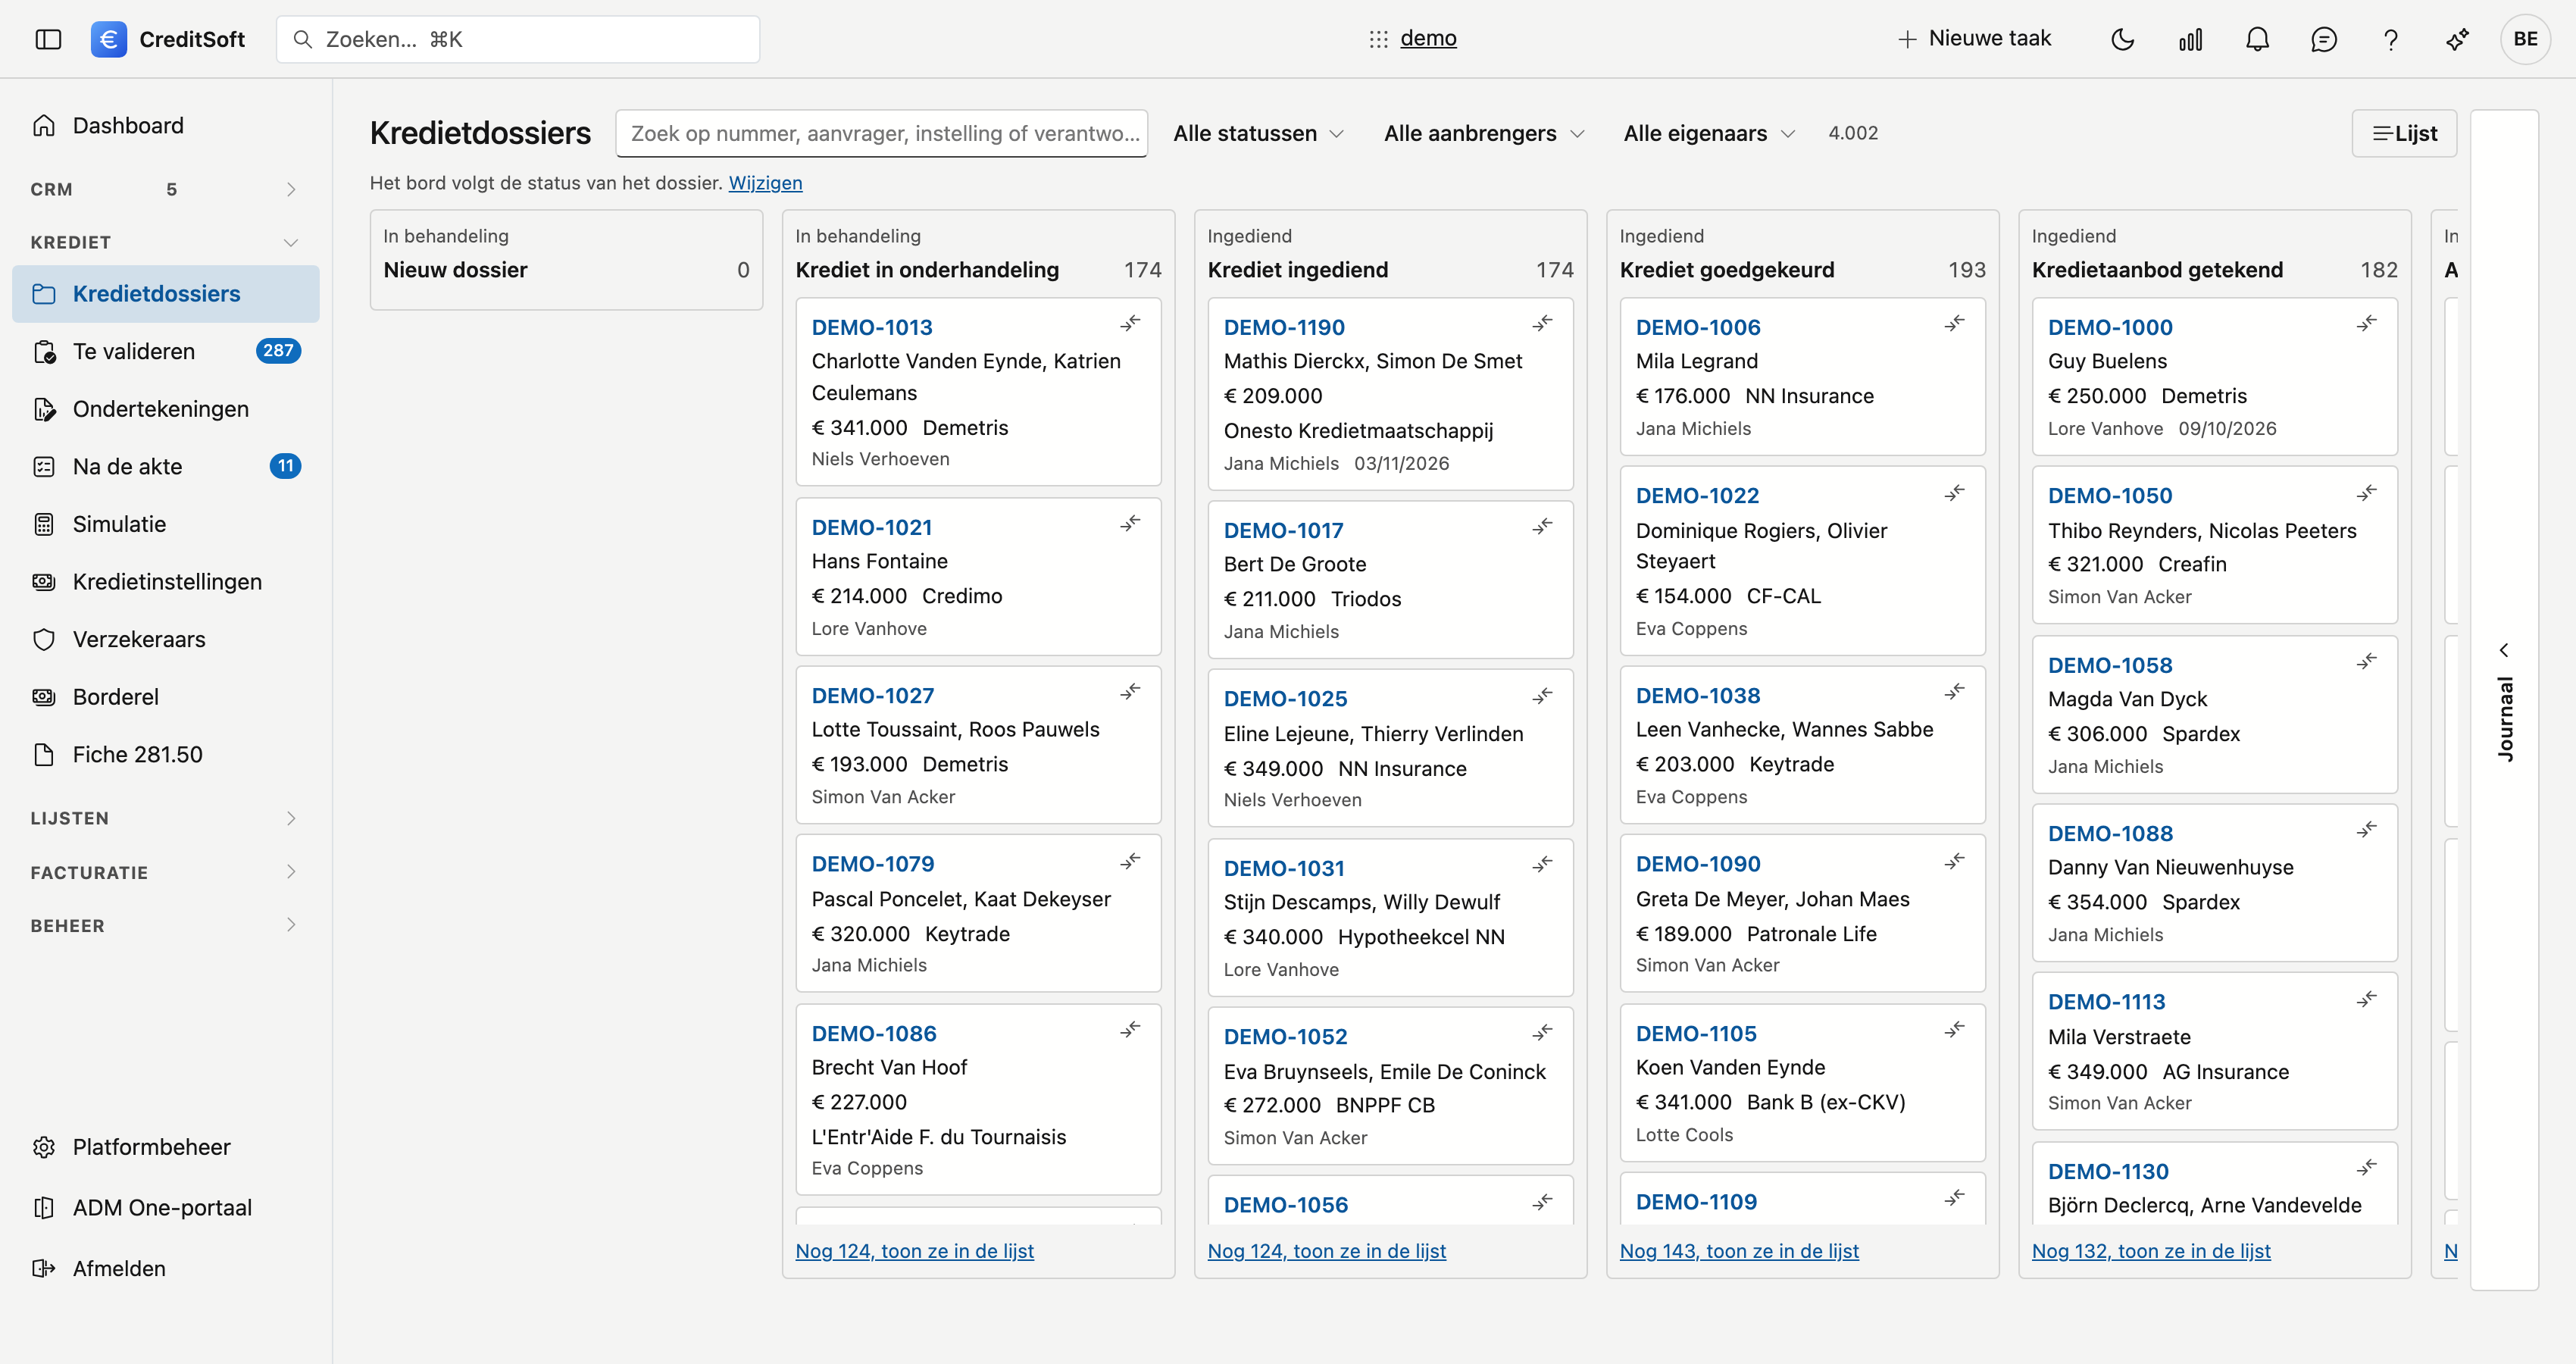 CreditSoft
Zoeken... ⌘K
demo
Nieuwe taak
BE
Dashboard
CRM 5
KREDIET
Kredietdossiers
Te valideren 287
Ondertekeningen
Na de akte 11
Simulatie
Kredietinstellingen
Verzekeraars
Borderel
Fiche 281.50
LIJSTEN
FACTURATIE
BEHEER
Platformbeheer
ADM One-portaal
Afmelden
Kredietdossiers
Zoek op nummer, aanvrager, instelling of verantwo...
Alle statussen
Alle aanbrengers
Alle eigenaars
4.002
Lijst
Het bord volgt de status van het dossier. Wijzigen
In behandeling
Nieuw dossier 0
In behandeling
Krediet in onderhandeling 174
DEMO-1013
Charlotte Vanden Eynde, Katrien
Ceulemans
€ 341.000 Demetris
Niels Verhoeven
DEMO-1021
Hans Fontaine
€ 214.000 Credimo
Lore Vanhove
DEMO-1027
Lotte Toussaint, Roos Pauwels
€ 193.000 Demetris
Simon Van Acker
DEMO-1079
Pascal Poncelet, Kaat Dekeyser
€ 320.000 Keytrade
Jana Michiels
DEMO-1086
Brecht Van Hoof
€ 227.000
L'Entr'Aide F. du Tournaisis
Eva Coppens
Nog 124, toon ze in de lijst
Ingediend
Krediet ingediend 174
DEMO-1190
Mathis Dierckx, Simon De Smet
€ 209.000
Onesto Kredietmaatschappij
Jana Michiels 03/11/2026
DEMO-1017
Bert De Groote
€ 211.000 Triodos
Jana Michiels
DEMO-1025
Eline Lejeune, Thierry Verlinden
€ 349.000 NN Insurance
Niels Verhoeven
DEMO-1031
Stijn Descamps, Willy Dewulf
€ 340.000 Hypotheekcel NN
Lore Vanhove
DEMO-1052
Eva Bruynseels, Emile De Coninck
€ 272.000 BNPPF CB
Simon Van Acker
DEMO-1056
Nog 124, toon ze in de lijst
Ingediend
Krediet goedgekeurd 193
DEMO-1006
Mila Legrand
€ 176.000 NN Insurance
Jana Michiels
DEMO-1022
Dominique Rogiers, Olivier
Steyaert
€ 154.000 CF-CAL
Eva Coppens
DEMO-1038
Leen Vanhecke, Wannes Sabbe
€ 203.000 Keytrade
Eva Coppens
DEMO-1090
Greta De Meyer, Johan Maes
€ 189.000 Patronale Life
Simon Van Acker
DEMO-1105
Koen Vanden Eynde
€ 341.000 Bank B (ex-CKV)
Lotte Cools
DEMO-1109
Nog 143, toon ze in de lijst
Ingediend
Kredietaanbod getekend 182
DEMO-1000
Guy Buelens
€ 250.000 Demetris
Lore Vanhove 09/10/2026
DEMO-1050
Thibo Reynders, Nicolas Peeters
€ 321.000 Creafin
Simon Van Acker
DEMO-1058
Magda Van Dyck
€ 306.000 Spardex
Jana Michiels
DEMO-1088
Danny Van Nieuwenhuyse
€ 354.000 Spardex
Jana Michiels
DEMO-1113
Mila Verstraete
€ 349.000 AG Insurance
Simon Van Acker
DEMO-1130
Björn Declercq, Arne Vandevelde
Nog 132, toon ze in de lijst
Journaal